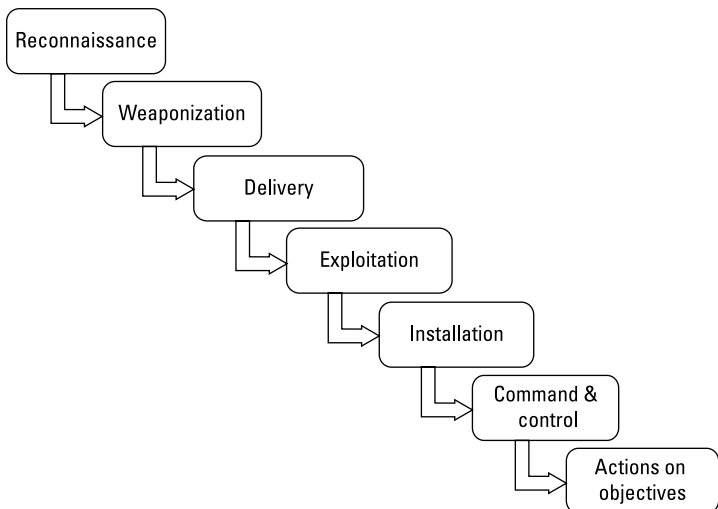 Reconnaissance
Weaponization
Delivery
Exploitation
Installation
Command &
control
Actions on
objectives